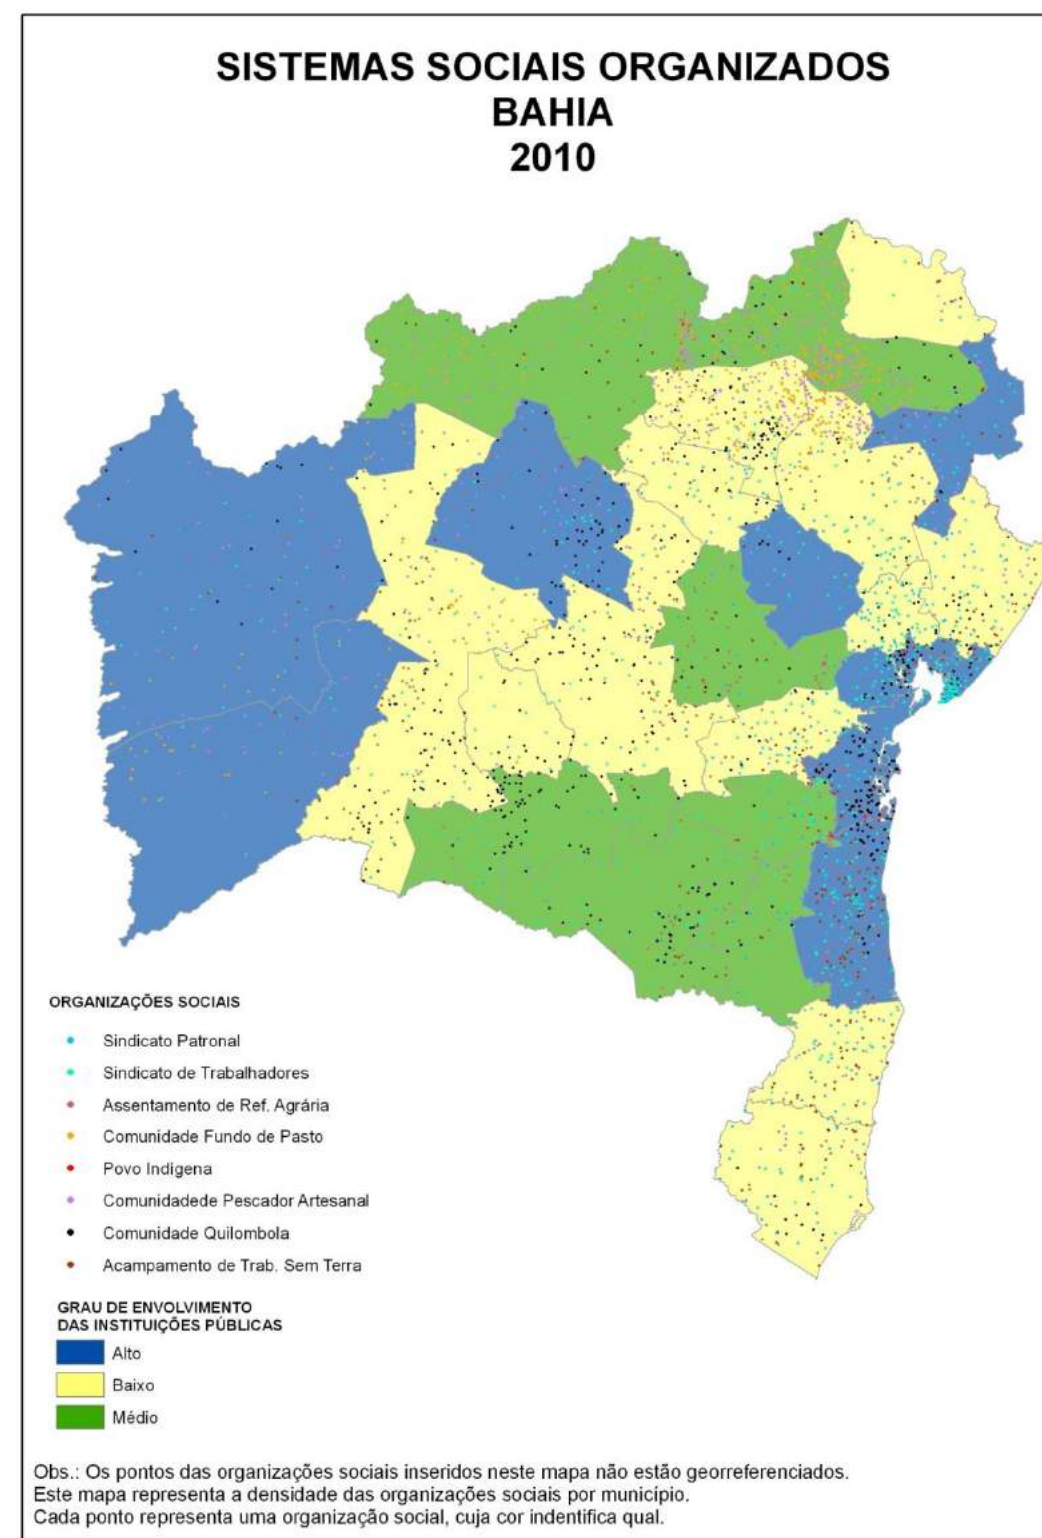 SISTEMAS SOCIAIS ORGANIZADOS
BAHIA
2010
ORGANIZAÇÕES SOCIAIS
Sindicato Patronal
Sindicato de Trabalhadores
Assentamento de Ref. Agrária
Comunidade Fundo de Pasto
Povo Indígena
Comunidadede Pescador Artesanal
Comunidade Quilombola
Acampamento de Trab. Sem Terra
GRAU DE ENVOLVIMENTO
DAS INSTITUIÇÕES PÚBLICAS
Alto
Baixo
Médio
Obs.: Os pontos das organizações sociais inseridos neste mapa não estão georreferenciados.
Este mapa representa a densidade das organizações sociais por município.
Cada ponto representa uma organização social, cuja cor indentifica qual.